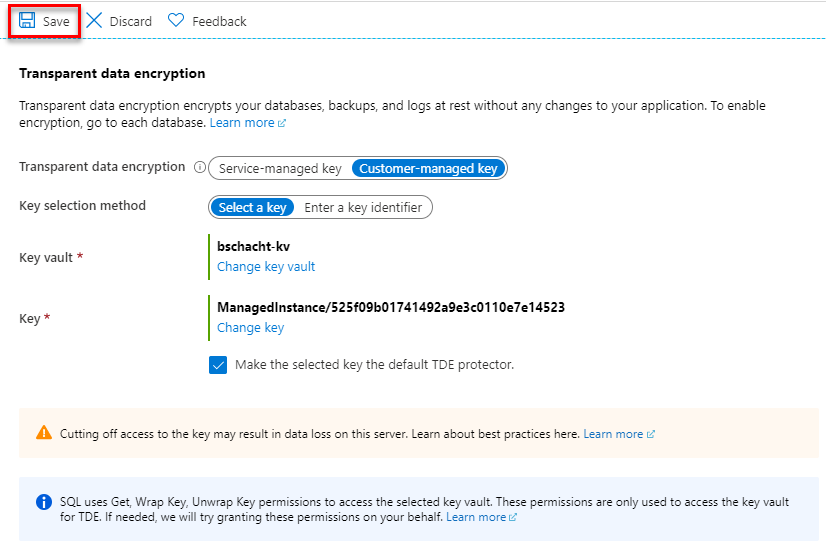 Save Discard Feedback
Transparent data encryption
Transparent data encryption encrypts your databases, backups, and logs at rest without any changes to your application. To enable
encryption, go to each database. Learn more
Transparent data encryption Service-managed key Customer-managed key
Key selection method Select a key Enter a key identifier
Key vault *
bschacht-kv
Change key vault
Key *
ManagedInstance/525f09b01741492a9e3c0110e7e14523
Change key
Make the selected key the default TDE protector.
Cutting off access to the key may result in data loss on this server. Learn about best practices here. Learn more
SQL uses Get, Wrap Key, Unwrap Key permissions to access the selected key vault. These permissions are only used to access the key vault
for TDE. If needed, we will try granting these permissions on your behalf. Learn more